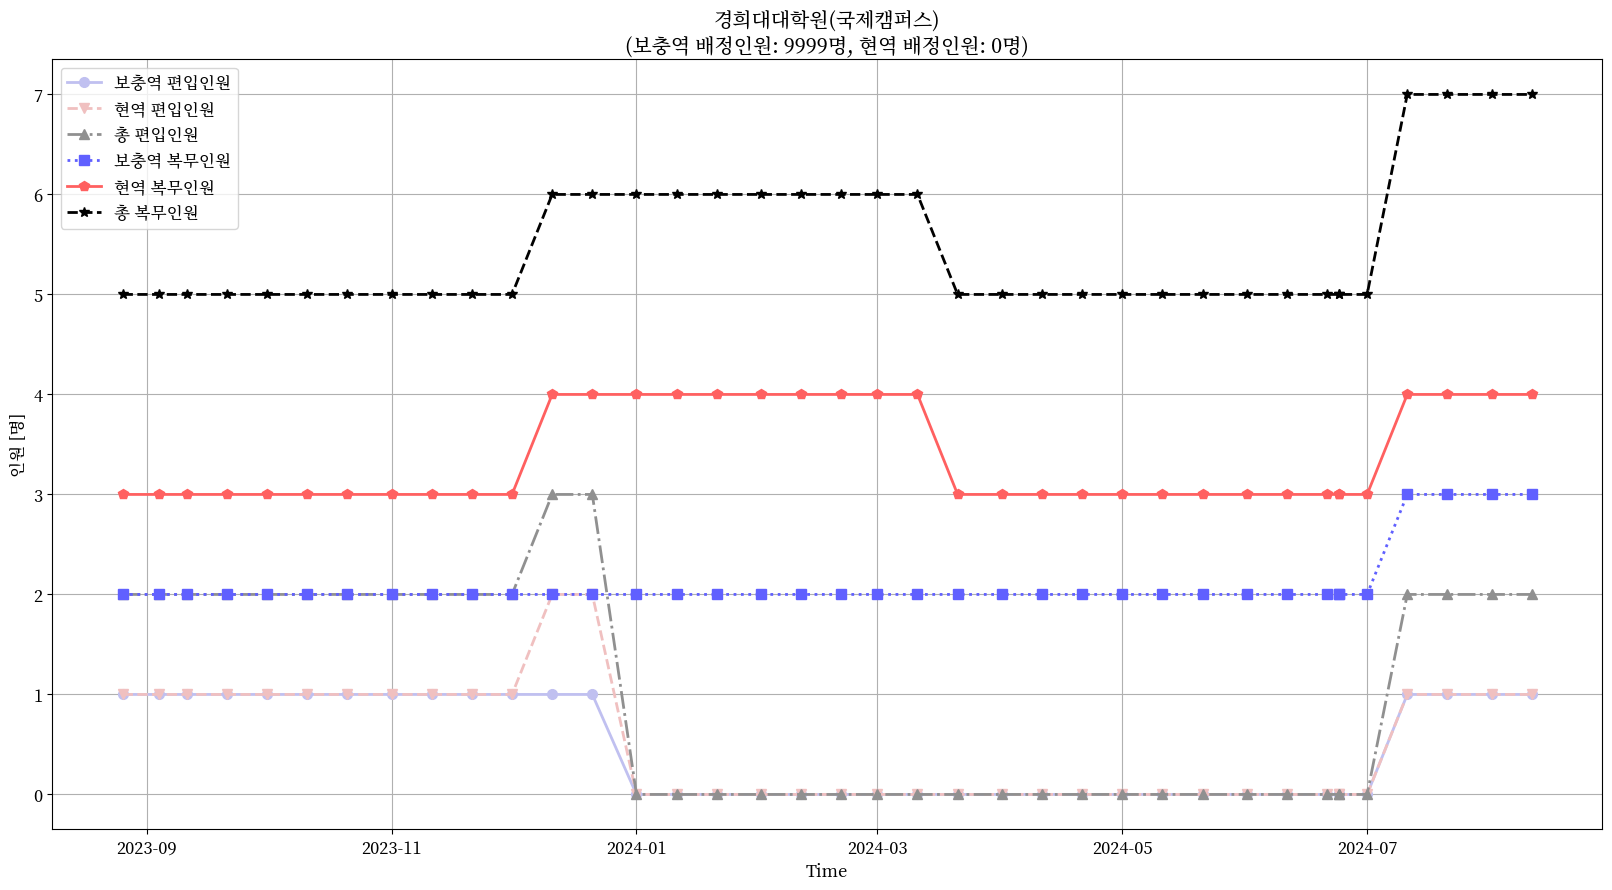 경희대대학원(국제캠퍼스)
(보충역 배정인원: 9999명, 현역 배정인원: 0명)
보충역 편입인원
현역 편입인원
총 편입인원
보충역 복무인원
현역 복무인원
총 복무인원
인원 [명]
7
6
5
4
3
2
1
0
2023-09 2023-11 2024-01 2024-03 2024-05 2024-07
Time